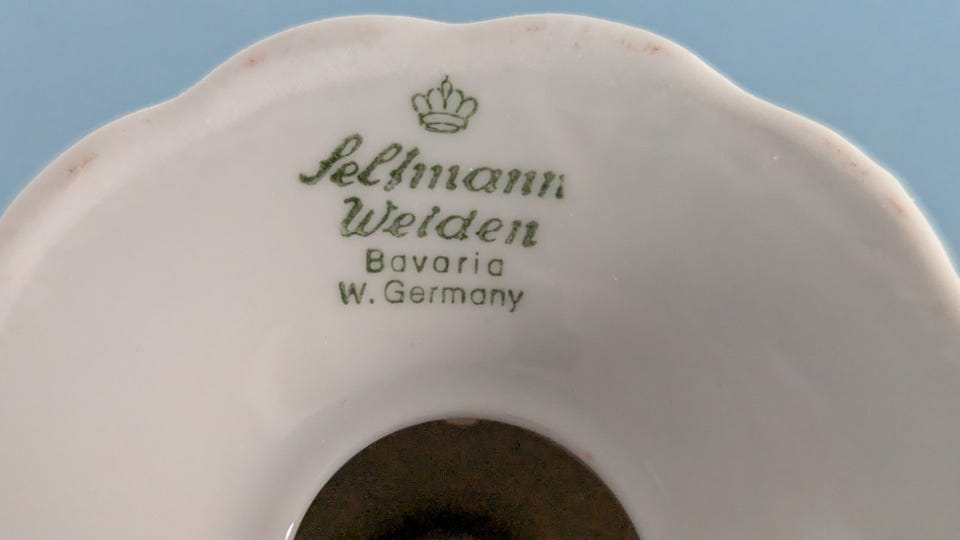 Seltmann
Weiden
Bavaria
W. Germany